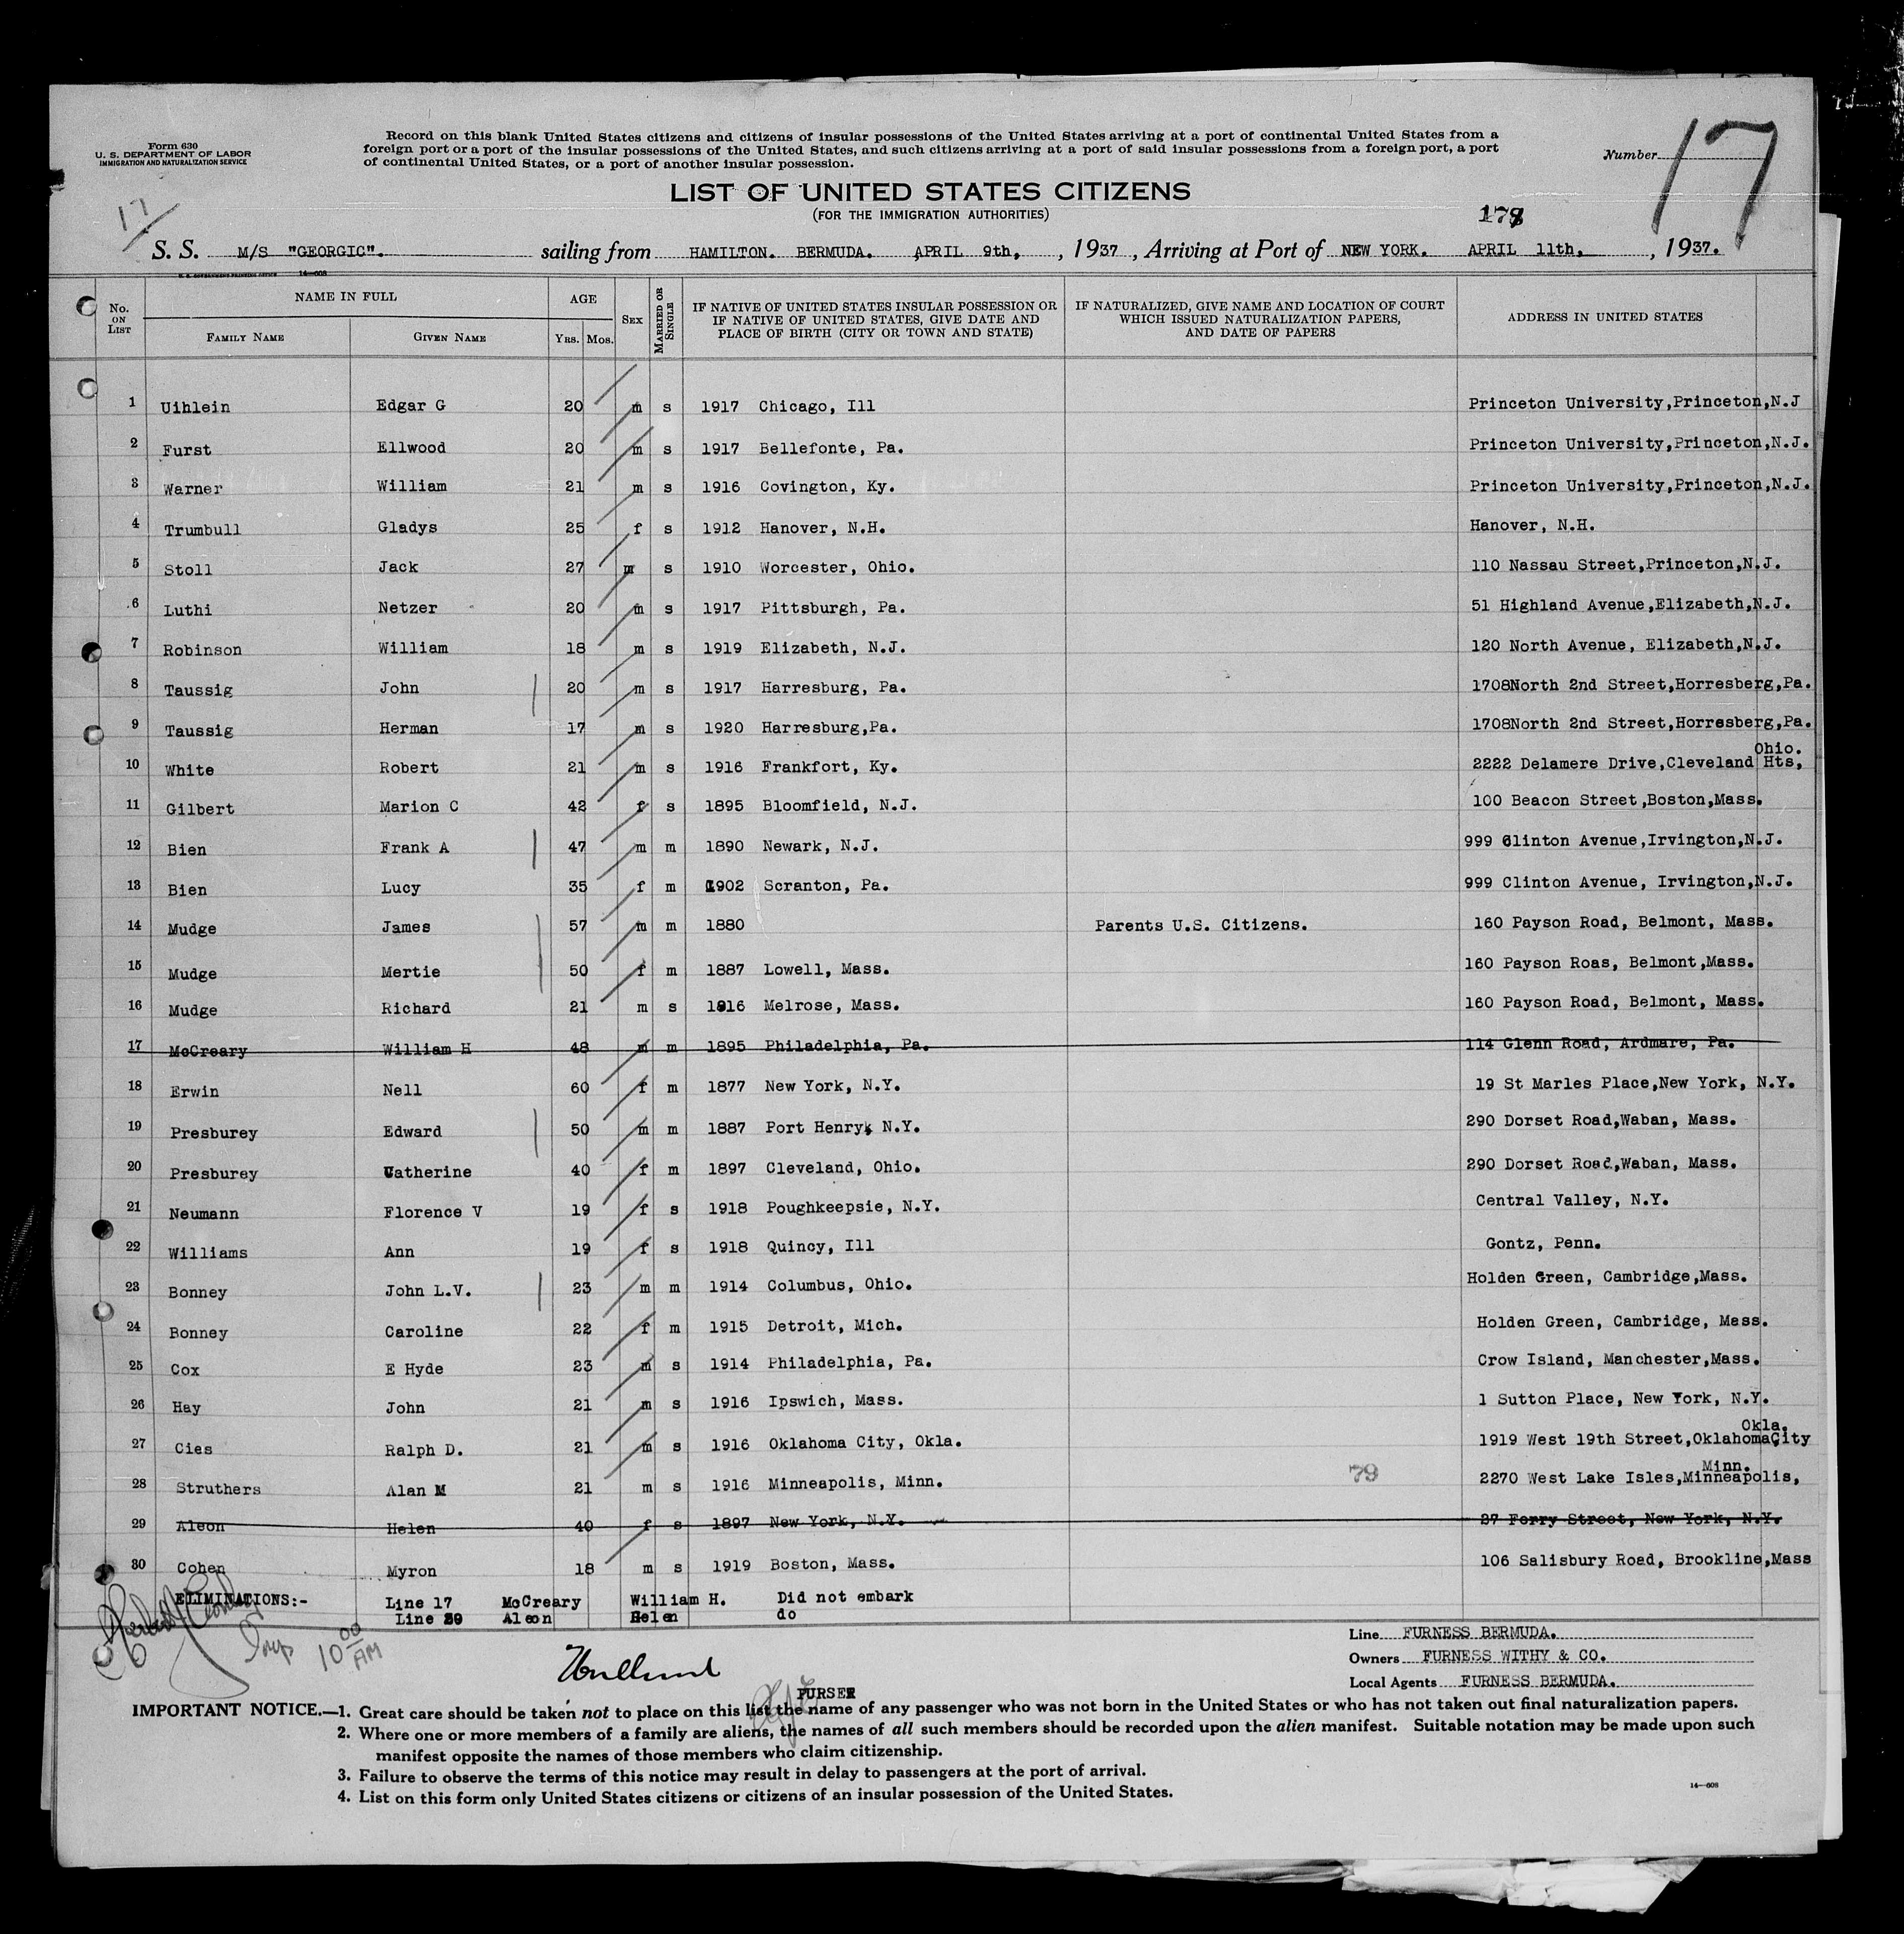 Form 630
U. S. DEPARTMENT OF LABOR
IMMIGRATION AND NATURALIZATION SERVICE
Record on this blank United States citizens and citizens of insular possessions of the United States arriving at a port of continental United States from a
foreign port or a port of the insular possessions of the United States, and such citizens arriving at a port of said insular possessions from a foreign port, a port
of continental United States, or a port of another insular possession.
Number 17
LIST OF UNITED STATES CITIZENS
(FOR THE IMMIGRATION AUTHORITIES)
17
S. S. M/S "GEORGIC". sailing from HAMILTON. BERMUDA. APRIL 9th, , 1937 , Arriving at Port of NEW YORK. APRIL 11th. , 1937.
U. S. GOVERNMENT PRINTING OFFICE 14—608
No. ON LIST NAME IN FULL AGE SEX MARRIED OR SINGLE IF NATIVE OF UNITED STATES INSULAR POSSESSION OR IF NATIVE OF UNITED STATES, GIVE DATE AND PLACE OF BIRTH (CITY OR TOWN AND STATE) IF NATURALIZED, GIVE NAME AND LOCATION OF COURT WHICH ISSUED NATURALIZATION PAPERS, AND DATE OF PAPERS ADDRESS IN UNITED STATES
FAMILY NAME GIVEN NAME YRS. MOS.
1 Uihlein Edgar G 20 m s 1917 Chicago, Ill Princeton University,Princeton,N.J
2 Furst Ellwood 20 m s 1917 Bellefonte, Pa. Princeton University,Princeton,N.J.
3 Warner William 21 m s 1916 Covington, Ky. Princeton University,Princeton,N.J.
4 Trumbull Gladys 25 f s 1912 Hanover, N.H. Hanover, N.H.
5 Stoll Jack 27 m s 1910 Worcester, Ohio. 110 Nassau Street,Princeton,N.J.
6 Luthi Netzer 20 m s 1917 Pittsburgh, Pa. 51 Highland Avenue,Elizabeth,N.J.
7 Robinson William 18 m s 1919 Elizabeth, N.J. 120 North Avenue, Elizabeth,N.J.
8 Taussig John 20 m s 1917 Harresburg, Pa. 1708North 2nd Street,Horresberg,Pa.
9 Taussig Herman 17 m s 1920 Harresburg,Pa. 1708North 2nd Street,Horresberg,Pa.
Ohio.
10 White Robert 21 m s 1916 Frankfort, Ky. 2222 Delamere Drive,Cleveland Hts,
11 Gilbert Marion C 42 f s 1895 Bloomfield, N.J. 100 Beacon Street,Boston,Mass.
12 Bien Frank A 47 m m 1890 Newark, N.J. 999 Clinton Avenue,Irvington,N.J.
13 Bien Lucy 35 f m 1902 Scranton, Pa. 999 Clinton Avenue, Irvington,N.J.
14 Mudge James 57 m m 1880 Parents U.S. Citizens. 160 Payson Road, Belmont, Mass.
15 Mudge Mertie 50 f m 1887 Lowell, Mass. 160 Payson Roas, Belmont,Mass.
16 Mudge Richard 21 m s 1916 Melrose, Mass. 160 Payson Road, Belmont, Mass.
17 McCreary William H 48 m m 1895 Philadelphia, Pa. 114 Glenn Road, Ardmare, Pa.
18 Erwin Nell 60 f m 1877 New York, N.Y. 19 St Marles Place,New York, N.Y.
19 Presburey Edward 50 m m 1887 Port Henry, N.Y. 290 Dorset Road,Waban, Mass.
20 Presburey Catherine 40 f m 1897 Cleveland, Ohio. 290 Dorset Road,Waban, Mass.
21 Neumann Florence V 19 f s 1918 Poughkeepsie, N.Y. Central Valley, N.Y.
22 Williams Ann 19 f s 1918 Quincy, Ill Gontz, Penn.
23 Bonney John L.V. 23 m m 1914 Columbus, Ohio. Holden Green, Cambridge,Mass.
24 Bonney Caroline 22 f m 1915 Detroit, Mich. Holden Green, Cambridge, Mass.
25 Cox E Hyde 23 m s 1914 Philadelphia, Pa. Crow Island, Manchester,Mass.
26 Hay John 21 m s 1916 Ipswich, Mass. 1 Sutton Place, New York, N.Y.
Okla.
27 Cies Ralph D. 21 m s 1916 Oklahoma City, Okla. 1919 West 19th Street,OklahomaCity
79 Minn.
28 Struthers Alan M 21 m s 1916 Minneapolis, Minn. 2270 West Lake Isles,Minneapolis,
29 Aleon Helen 40 f s 1897 New York, N.Y. 27 Ferry Street, New York, N.Y.
30 Cohen Myron 18 m s 1919 Boston, Mass. 106 Salisbury Road, Brookline,Mass
ELIMINATIONS:- Line 17 McCreary William H. Did not embark
Line 29 Aleon Helen do
Insp 10 00 AM
Line FURNESS BERMUDA.
Owners FURNESS WITHY & CO.
Local Agents FURNESS BERMUDA.
PURSER
IMPORTANT NOTICE.—1. Great care should be taken not to place on this list the name of any passenger who was not born in the United States or who has not taken out final naturalization papers.
2. Where one or more members of a family are aliens, the names of all such members should be recorded upon the alien manifest. Suitable notation may be made upon such
manifest opposite the names of those members who claim citizenship.
3. Failure to observe the terms of this notice may result in delay to passengers at the port of arrival.
4. List on this form only United States citizens or citizens of an insular possession of the United States.
14—608